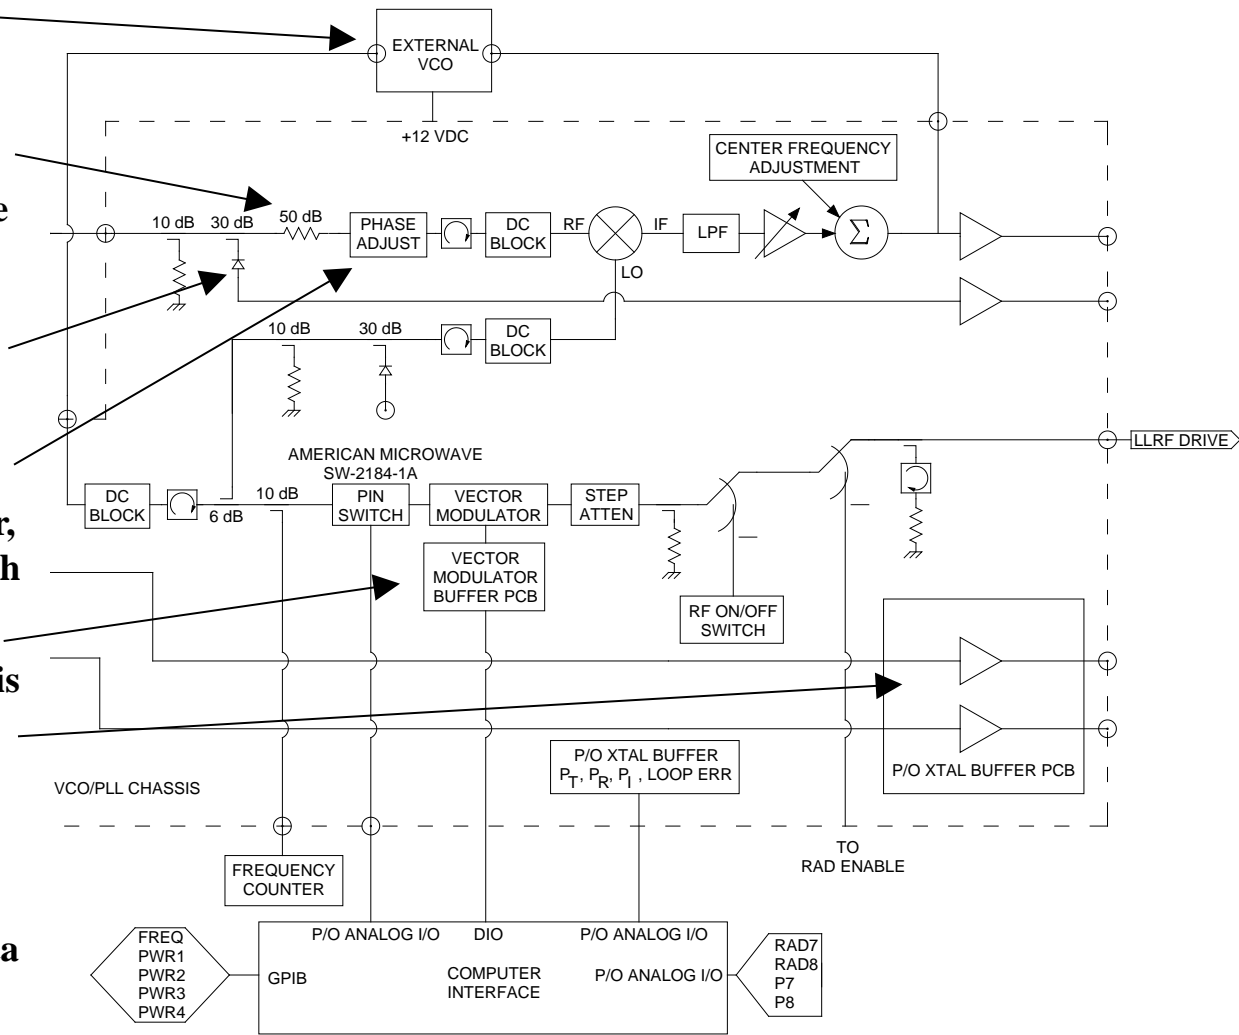 EXTERNAL
VCO
+12 VDC
CENTER FREQUENCY
ADJUSTMENT
e
10 dB
30 dB
50 dB
PHASE
ADJUST
DC
BLOCK
RF
IF
LPF
Σ
LO
10 dB
30 dB
DC
BLOCK
LLRF DRIVE
AMERICAN MICROWAVE
SW-2184-1A
DC
BLOCK
6 dB
10 dB
PIN
SWITCH
VECTOR
MODULATOR
STEP
ATTEN
r,
h
VECTOR
MODULATOR
BUFFER PCB
RF ON/OFF
SWITCH
is
P/O XTAL BUFFER
PT, PR, PI , LOOP ERR
P/O XTAL BUFFER PCB
VCO/PLL CHASSIS
TO
RAD ENABLE
FREQUENCY
COUNTER
a
FREQ
PWR1
PWR2
PWR3
PWR4
GPIB
P/O ANALOG I/O
DIO
P/O ANALOG I/O
COMPUTER
INTERFACE
P/O ANALOG I/O
RAD7
RAD8
P7
P8